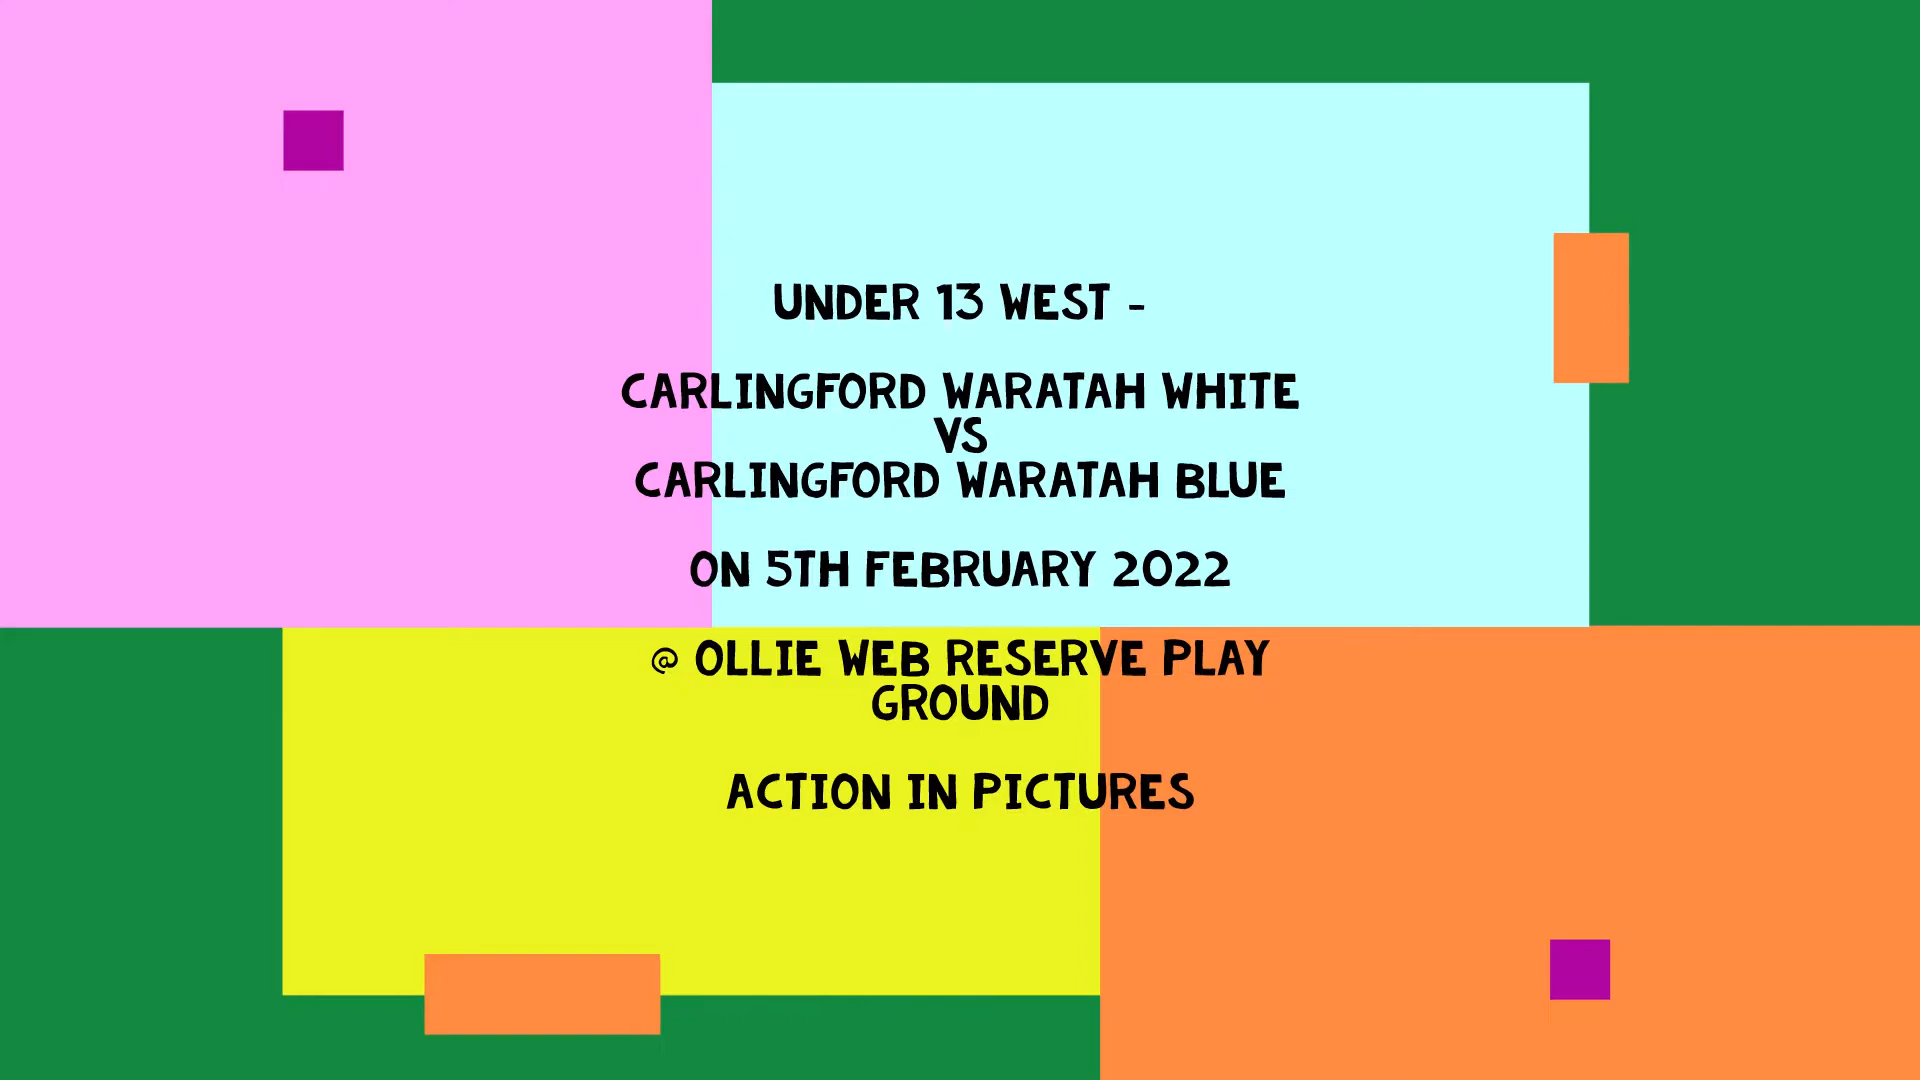 UNDER 13 WEST -
CARLINGFORD WARATAH WHITE
VS
CARLINGFORD WARATAH BLUE
ON 5TH FEBRUARY 2022
@ OLLIE WEB RESERVE PLAY
GROUND
ACTION IN PICTURES